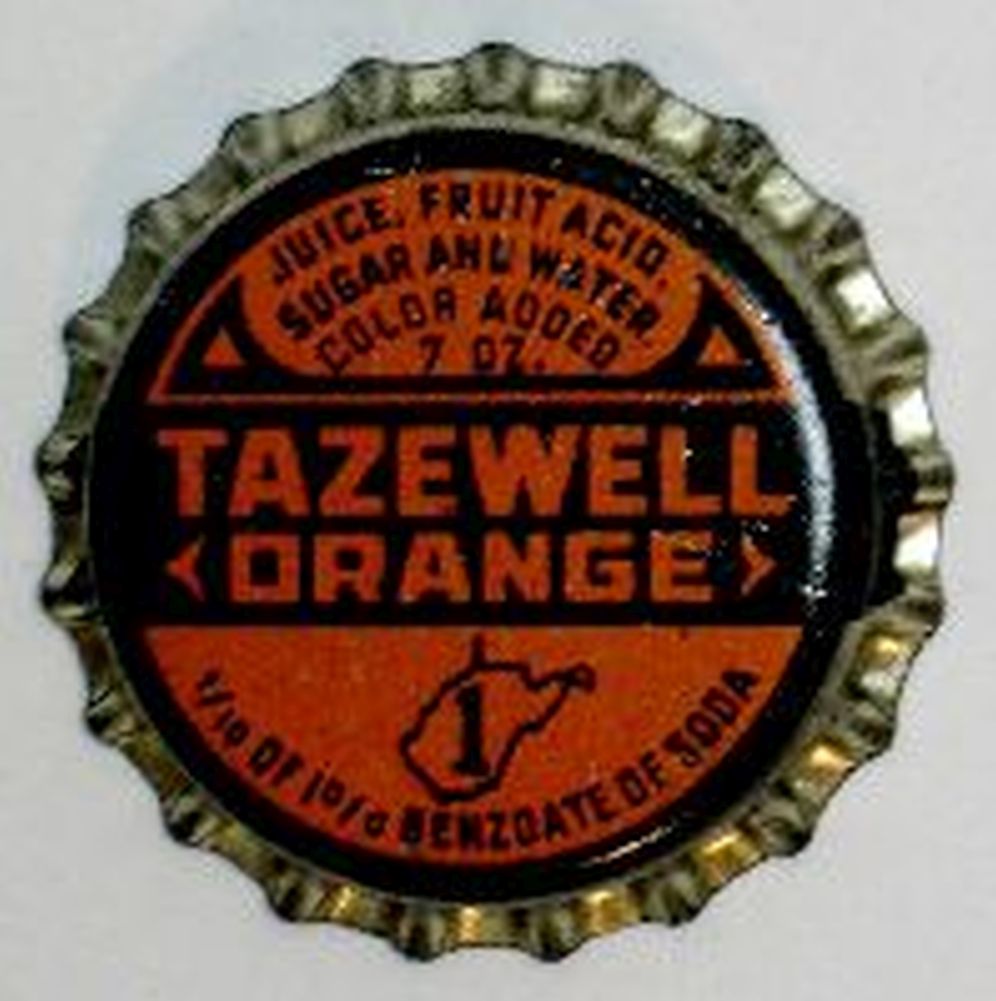 JUICE, FRUIT ACID,
SUGAR AND WATER
COLOR ADDED
7 OZ.
TAZEWELL
ORANGE
1
1/10 OF 1% BENZOATE OF SODA